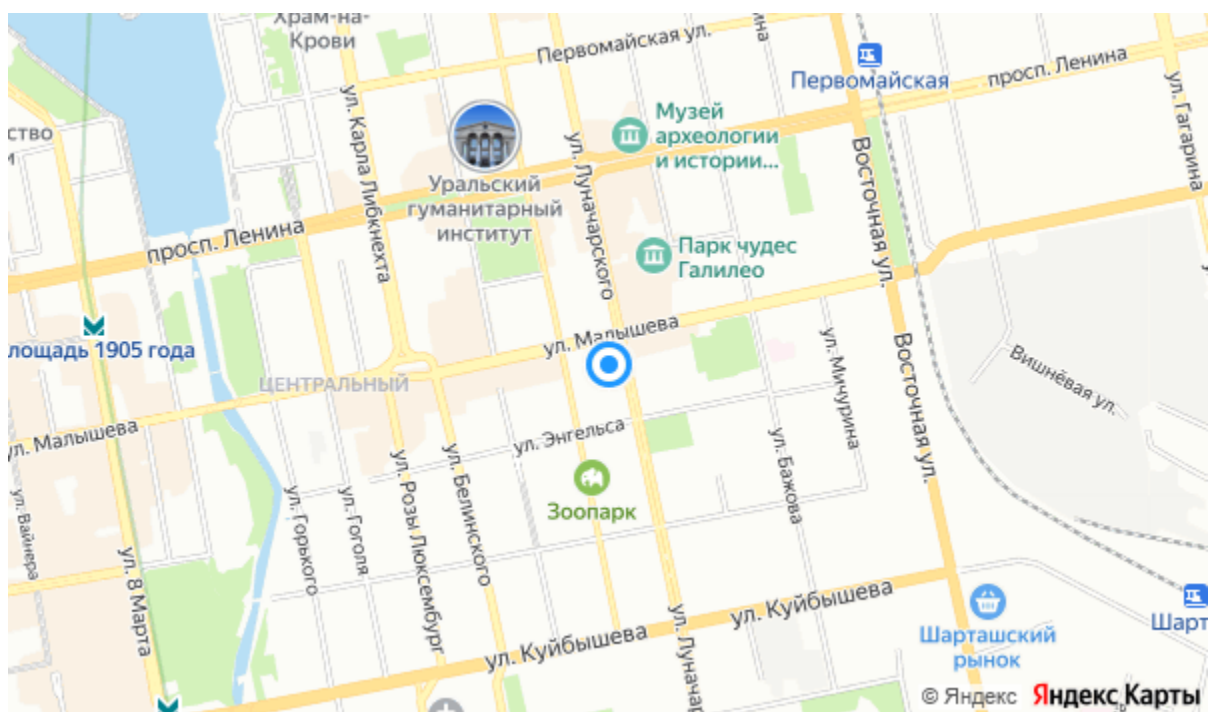 Храм-на-
Крови
Первомайская ул.
Первомайская
просп. Ленина
ул. Гагарина
ул. Карла Либкнехта
Музей
археологии
и истории...
Уральский
гуманитарный
институт
ство
и
просп. Ленина
ул. Луначарского
Восточная ул.
Парк чудес
Галилео
ул. Малышева
лощадь 1905 года
ЦЕНТРАЛЬНЫЙ
ул. Мичурина
Восточная ул.
Вишнёвая ул.
ул. Малышева
ул. Энгельса
ул. Бажова
Зоопарк
ул. Вайнера
ул. 8 Марта
ул. Горького
ул. Гоголя
ул. Розы Люксембург
ул. Белинского
ул. Куйбышева
ул. Куйбышева
ул. Луначар
Шарташский
рынок
Шарт
© Яндекс Яндекс Карты